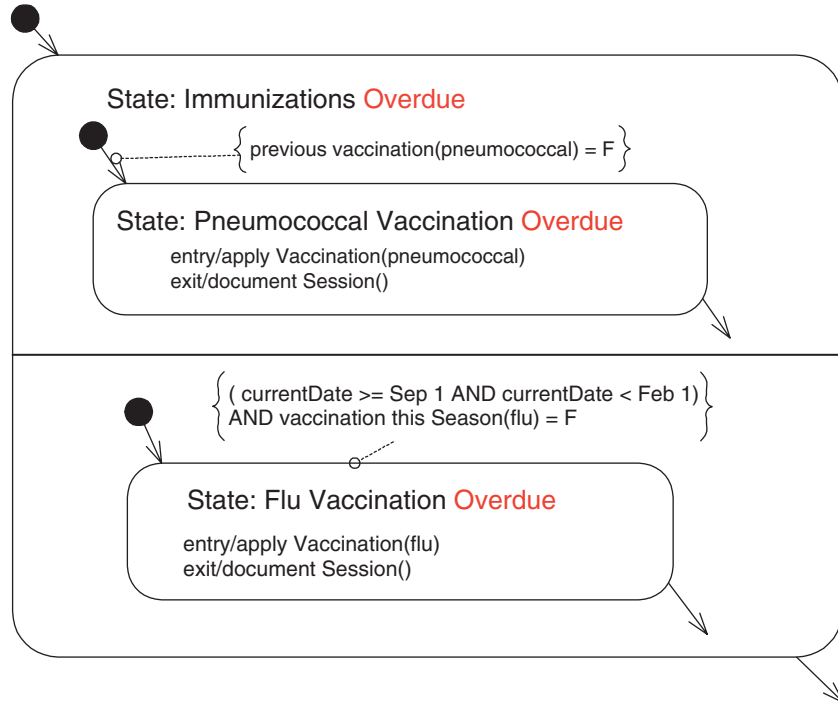 State: Immunizations Overdue
{ previous vaccination(pneumococcal) = F }
State: Pneumococcal Vaccination Overdue
entry/apply Vaccination(pneumococcal)
exit/document Session()
{ ( currentDate >= Sep 1 AND currentDate < Feb 1)
AND vaccination this Season(flu) = F }
State: Flu Vaccination Overdue
entry/apply Vaccination(flu)
exit/document Session()